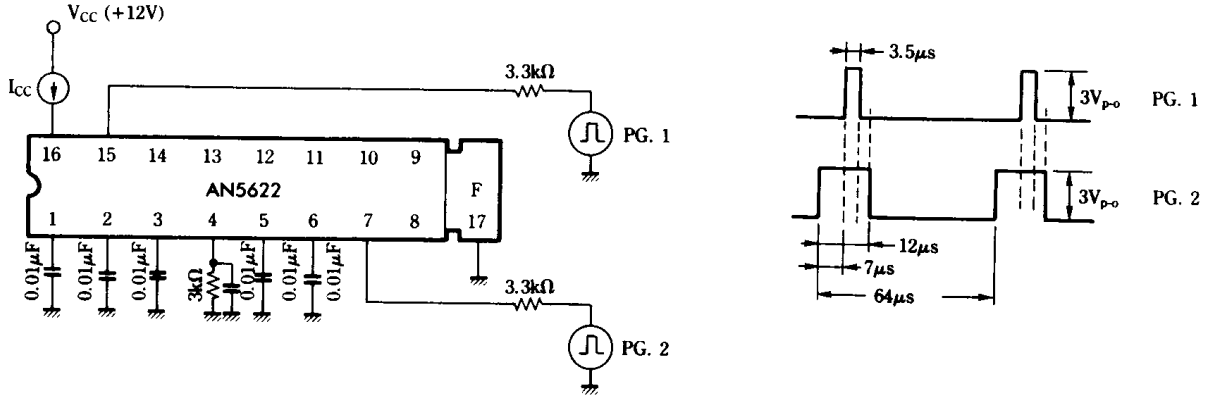 V_CC (+12V)
I_CC
3.3kΩ
PG. 1
16 15 14 13 12 11 10 9
AN5622
F
1 2 3 4 5 6 7 8 17
0.01μF
0.01μF
0.01μF
3kΩ
0.01μF
0.01μF
0.01μF
3.3kΩ
PG. 2
3.5μs
3V_p-o
PG. 1
3V_p-o
PG. 2
12μs
7μs
64μs